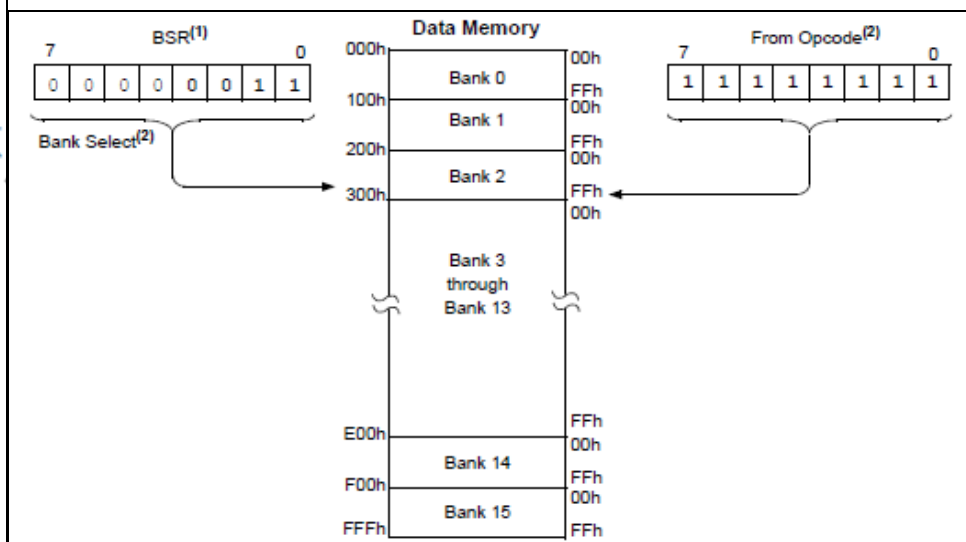 Data Memory
BSR(1)
7 0
0 0 0 0 0 0 1 1
Bank Select(2)
From Opcode(2)
7 0
1 1 1 1 1 1 1 1
000h
Bank 0
00h
FFh
100h
Bank 1
00h
FFh
200h
Bank 2
00h
FFh
300h
00h
Bank 3
through
Bank 13
FFh
E00h
Bank 14
00h
FFh
F00h
Bank 15
00h
FFFh
FFh